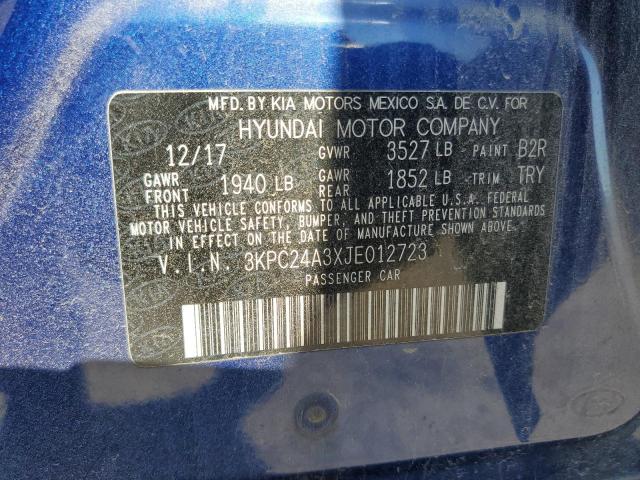 MFD. BY KIA MOTORS MEXICO S.A. DE C.V. FOR
HYUNDAI MOTOR COMPANY
12/17 GVWR 3527 LB PAINT B2R
GAWR FRONT 1940 LB GAWR REAR 1852 LB TRIM TRY
THIS VEHICLE CONFORMS TO ALL APPLICABLE U.S.A. FEDERAL
MOTOR VEHICLE SAFETY, BUMPER, AND THEFT PREVENTION STANDARDS
IN EFFECT ON THE DATE OF MANUFACTURE SHOWN ABOVE.
V.I.N. 3KPC24A3XJE012723
PASSENGER CAR